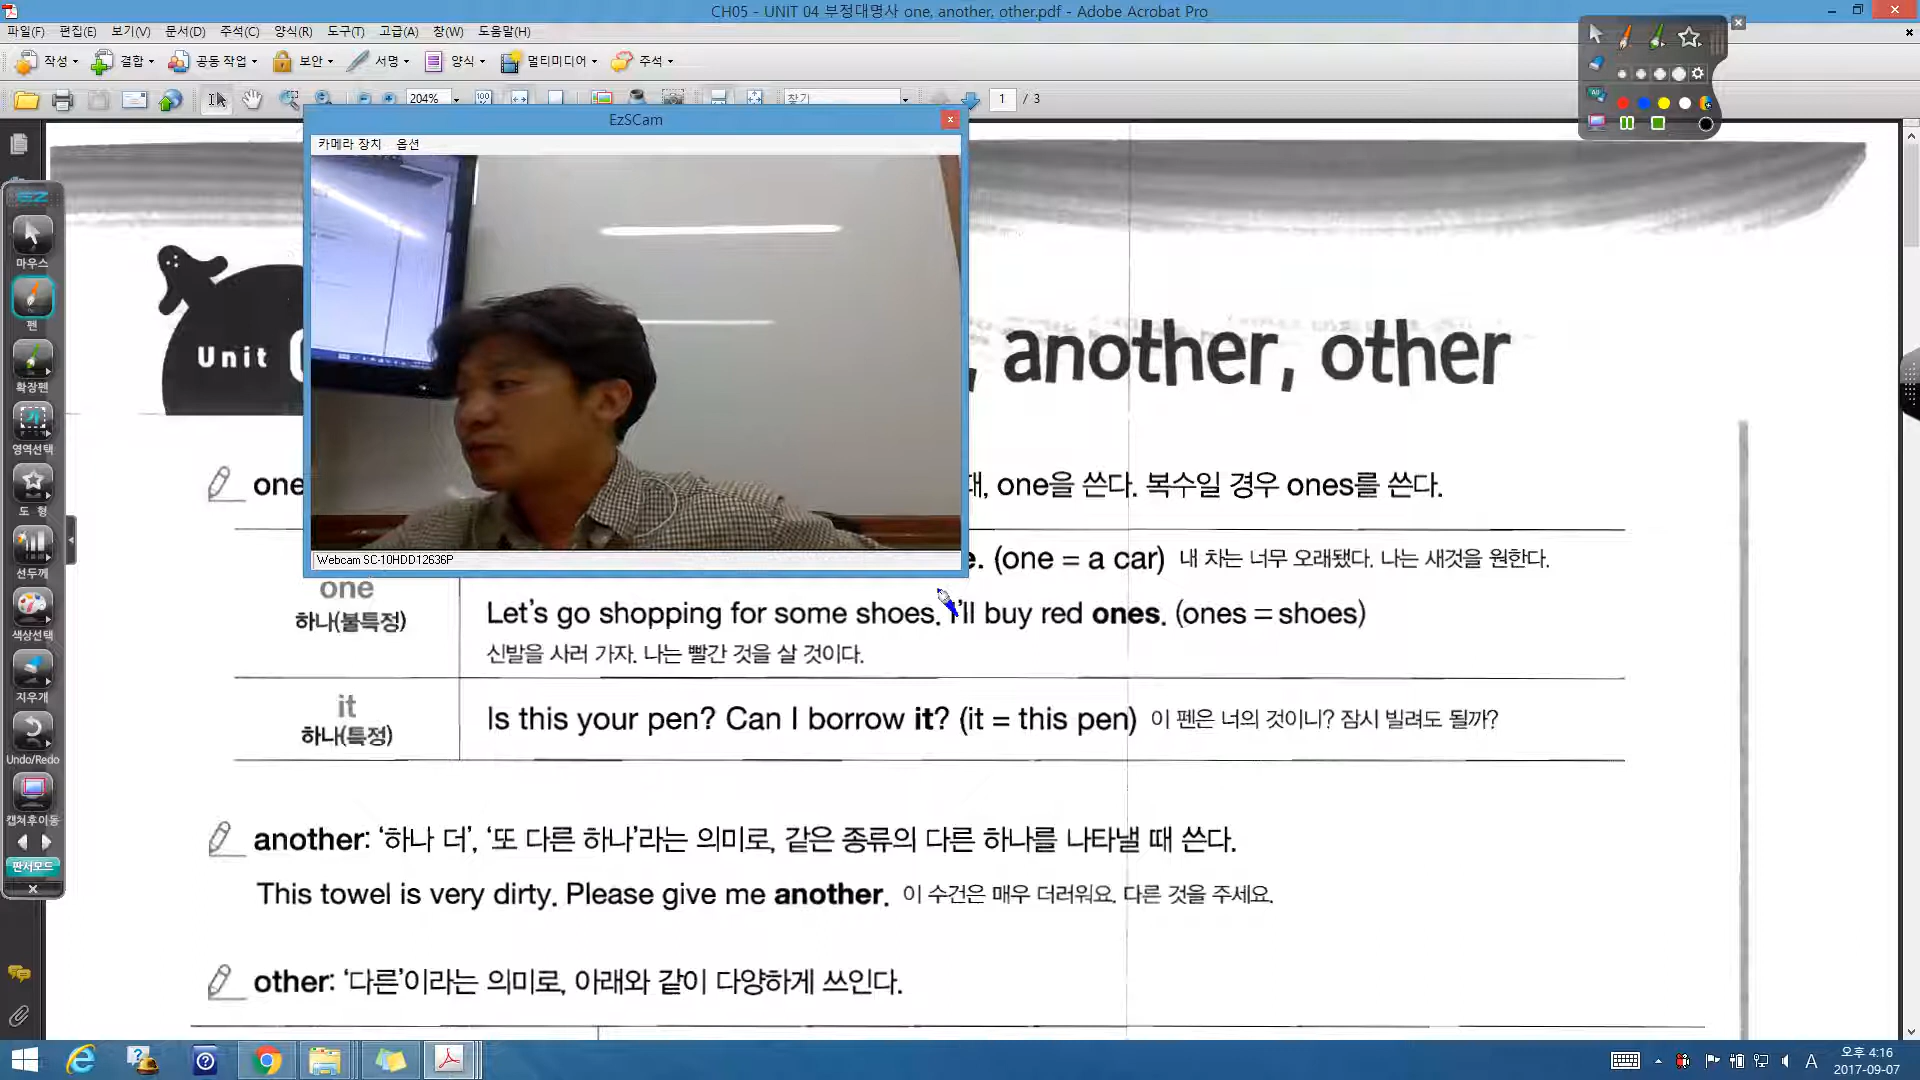 CH05 - UNIT 04 부정대명사 one, another, other.pdf - Adobe Acrobat Pro
파일(F) 편집(E) 보기(V) 문서(D) 주석(C) 양식(R) 도구(T) 고급(A) 창(W) 도움말(H)
작성 결합 공동 작업 보안 서명 양식 멀티미디어 주석
204% 찾기 1 / 3
EzSCam
카메라 장치 옵션
Webcam SC-10HDD12636P
EZ
마우스
펜
확장펜
영역선택
도 형
선두께
색상선택
지우개
Undo/Redo
캡쳐후이동
판서모드
Unit
, another, other
one
, one을 쓴다. 복수일 경우 ones를 쓴다.
(one = a car) 내 차는 너무 오래됐다. 나는 새것을 원한다.
one
하나(불특정)
Let's go shopping for some shoes. I'll buy red ones. (ones = shoes)
신발을 사러 가자. 나는 빨간 것을 살 것이다.
it
하나(특정)
Is this your pen? Can I borrow it? (it = this pen) 이 펜은 너의 것이니? 잠시 빌려도 될까?
another: ‘하나 더’, ‘또 다른 하나’라는 의미로, 같은 종류의 다른 하나를 나타낼 때 쓴다.
This towel is very dirty. Please give me another. 이 수건은 매우 더러워요. 다른 것을 주세요.
other: ‘다른’이라는 의미로, 아래와 같이 다양하게 쓰인다.
A
오후 4:16
2017-09-07